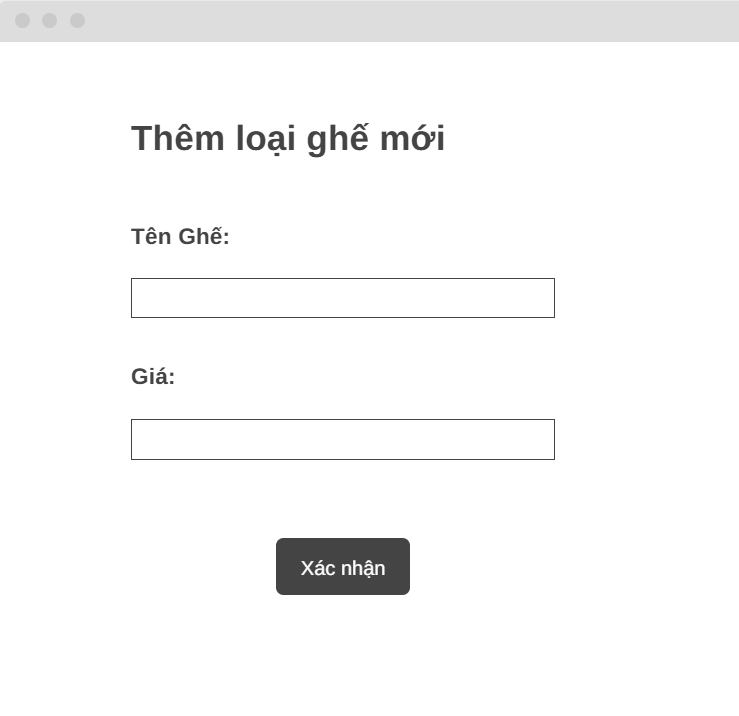 Thêm loại ghế mới
Tên Ghế:
Giá:
Xác nhận